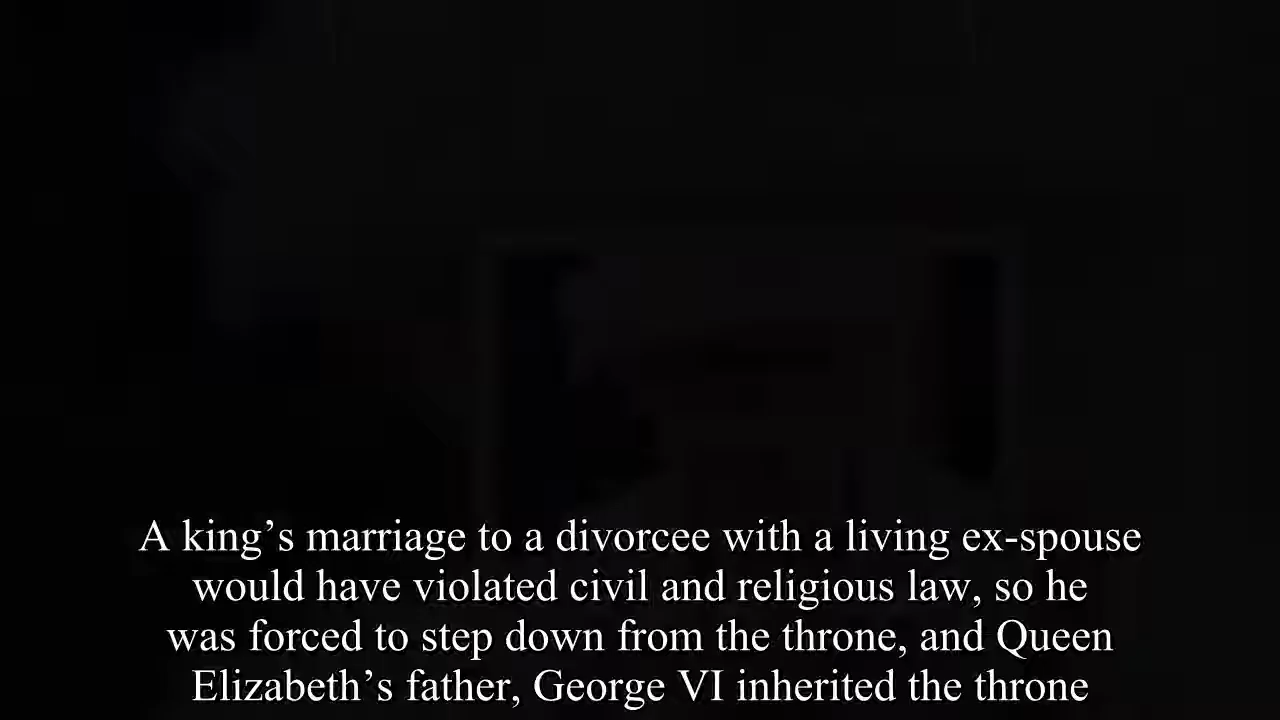 A king’s marriage to a divorcee with a living ex-spouse
would have violated civil and religious law, so he
was forced to step down from the throne, and Queen
Elizabeth’s father, George VI inherited the throne